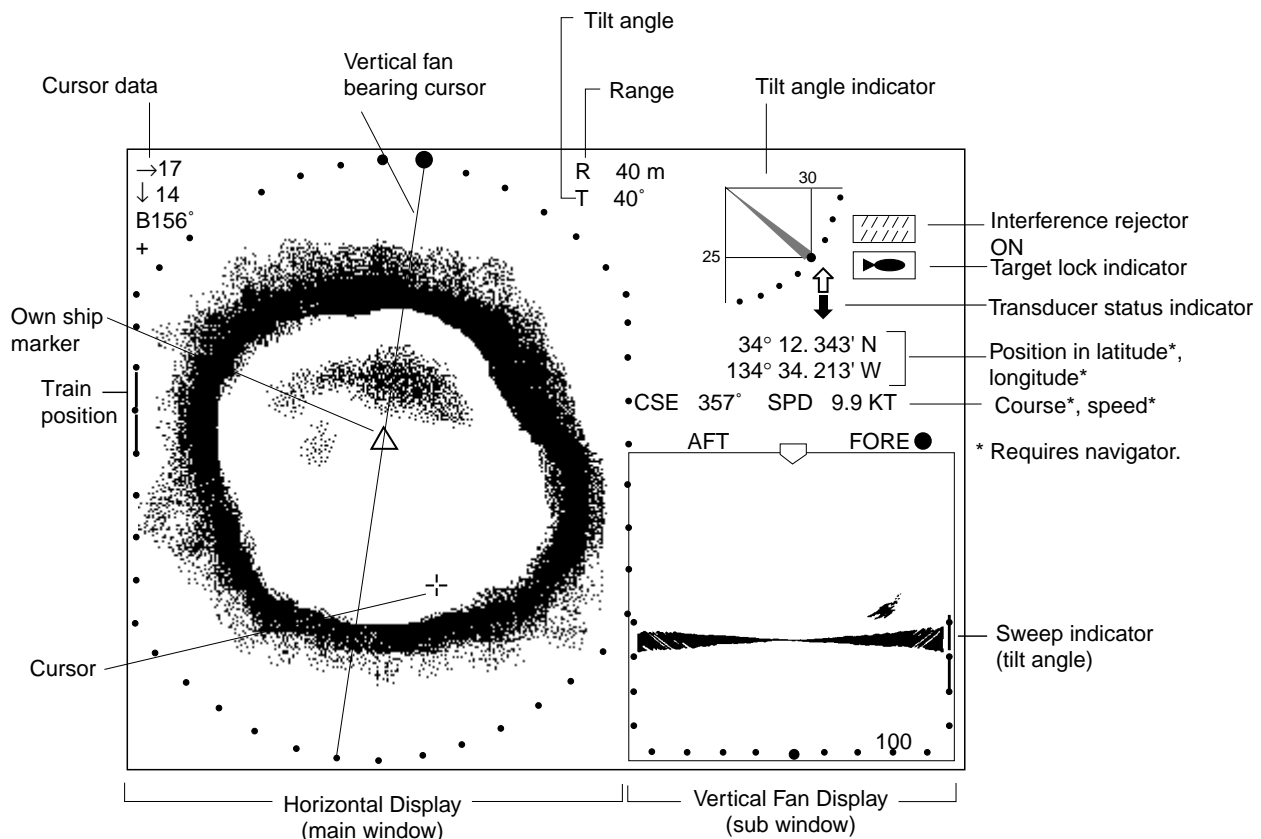 Tilt angle
Vertical fan
bearing cursor
Cursor data
Range
Tilt angle indicator
→17
↓ 14
B156˚
+
R 40 m
T 40˚
30
25
Interference rejector
ON
Target lock indicator
Transducer status indicator
Own ship
marker
34° 12. 343' N
134° 34. 213' W
Position in latitude*,
longitude*
Train
position
CSE 357˚ SPD 9.9 KT
Course*, speed*
AFT FORE
* Requires navigator.
Sweep indicator
(tilt angle)
Cursor
100
Horizontal Display
(main window)
Vertical Fan Display
(sub window)